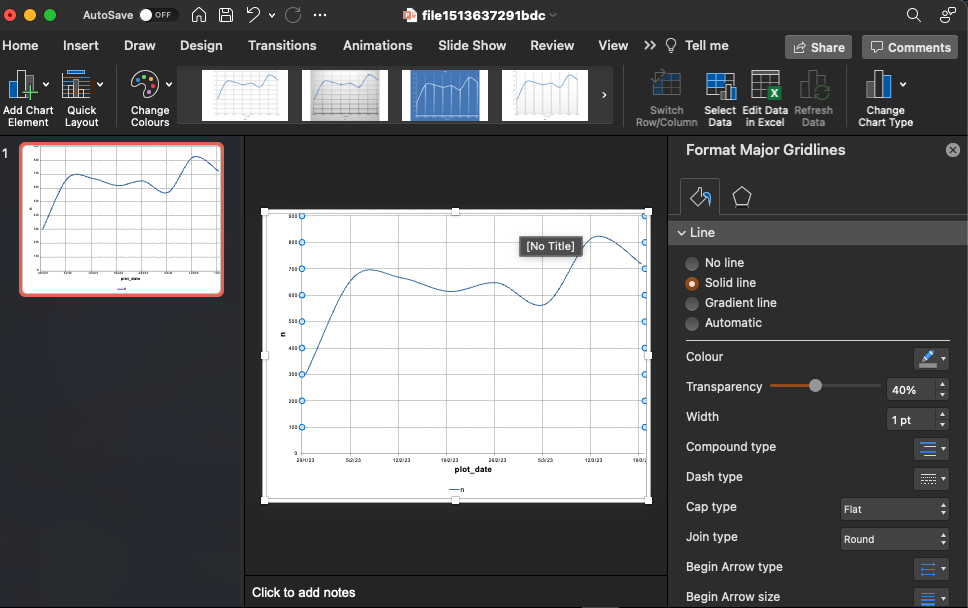 AutoSave OFF file1513637291bdc
Home Insert Draw Design Transitions Animations Slide Show Review View Tell me Share Comments
Add Chart Element
Quick Layout
Change Colours
Switch Row/Column
Select Data
Edit Data in Excel
Refresh Data
Change Chart Type
1
plot_date
n
900
800
700
600
500
400
300
200
100
0
n
[No Title]
29/1/23 5/2/23 12/2/23 19/2/23 26/2/23 5/3/23 12/3/23
plot_date
n
Click to add notes
Format Major Gridlines
Line
No line
Solid line
Gradient line
Automatic
Colour
Transparency 40%
Width 1 pt
Compound type
Dash type
Cap type Flat
Join type Round
Begin Arrow type
Begin Arrow size